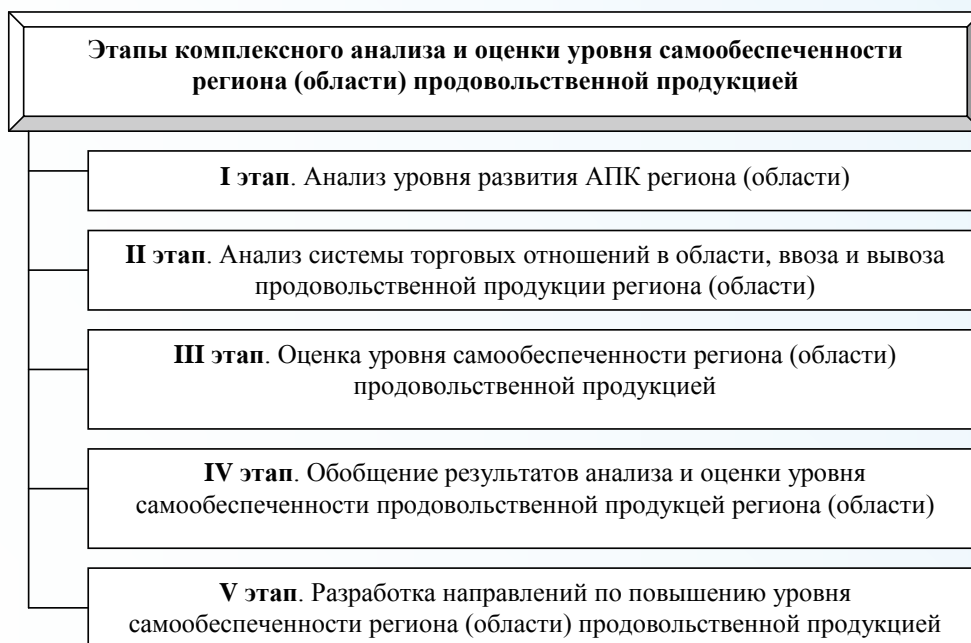 Этапы комплексного анализа и оценки уровня самообеспеченности
региона (области) продовольственной продукцией
I этап. Анализ уровня развития АПК региона (области)
II этап. Анализ системы торговых отношений в области, ввоза и вывоза
продовольственной продукции региона (области)
III этап. Оценка уровня самообеспеченности региона (области)
продовольственной продукцией
IV этап. Обобщение результатов анализа и оценки уровня
самообеспеченности продовольственной продукцей региона (области)
V этап. Разработка направлений по повышению уровня
самообеспеченности региона (области) продовольственной продукцией